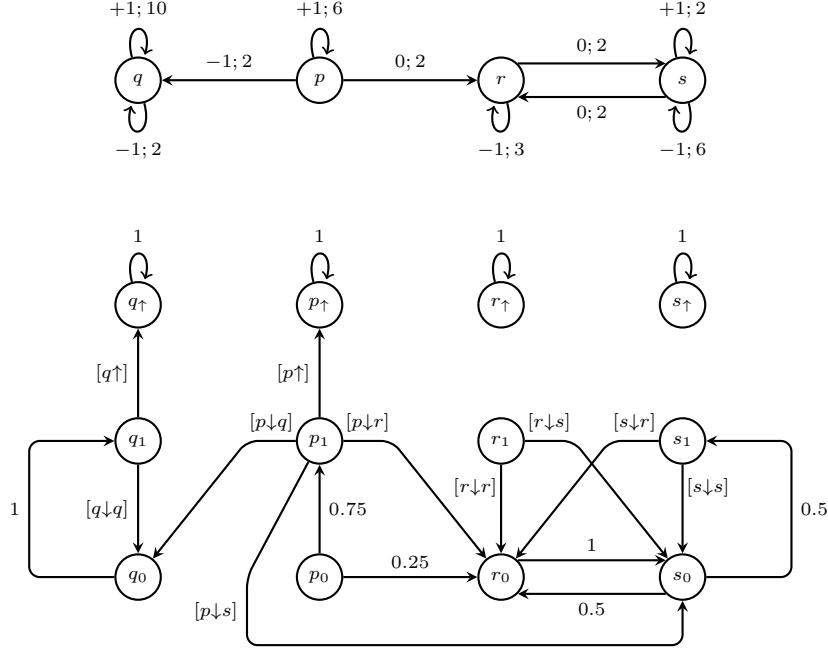 +1; 10
+1; 6
+1; 2
q
−1; 2
p
0; 2
r
0; 2
s
0; 2
−1; 2
−1; 3
−1; 6
1
1
1
1
q↑
p↑
r↑
s↑
[q↑]
[p↑]
[p↓q]
[p↓r]
[r↓s]
[s↓r]
q₁
p₁
r₁
s₁
[r↓r]
[s↓s]
1
[q↓q]
0.75
0.5
1
0.25
q₀
p₀
r₀
s₀
[p↓s]
0.5